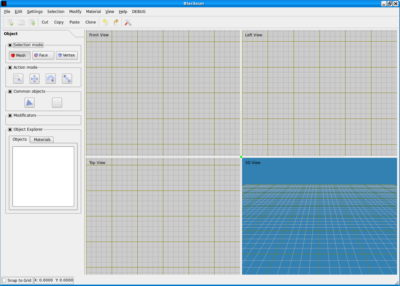 Blacksun
File Edit Settings Selection Modify Material View Help DEBUG
Cut Copy Paste Clone
Object
Selection modes
Mesh Face Vertex
Action mode
Common objects
Modificators
Object Explorer
Objects Materials
Front View
Left View
Top View
3D View
Snap to Grid X: 0.0000 Y: 0.0000